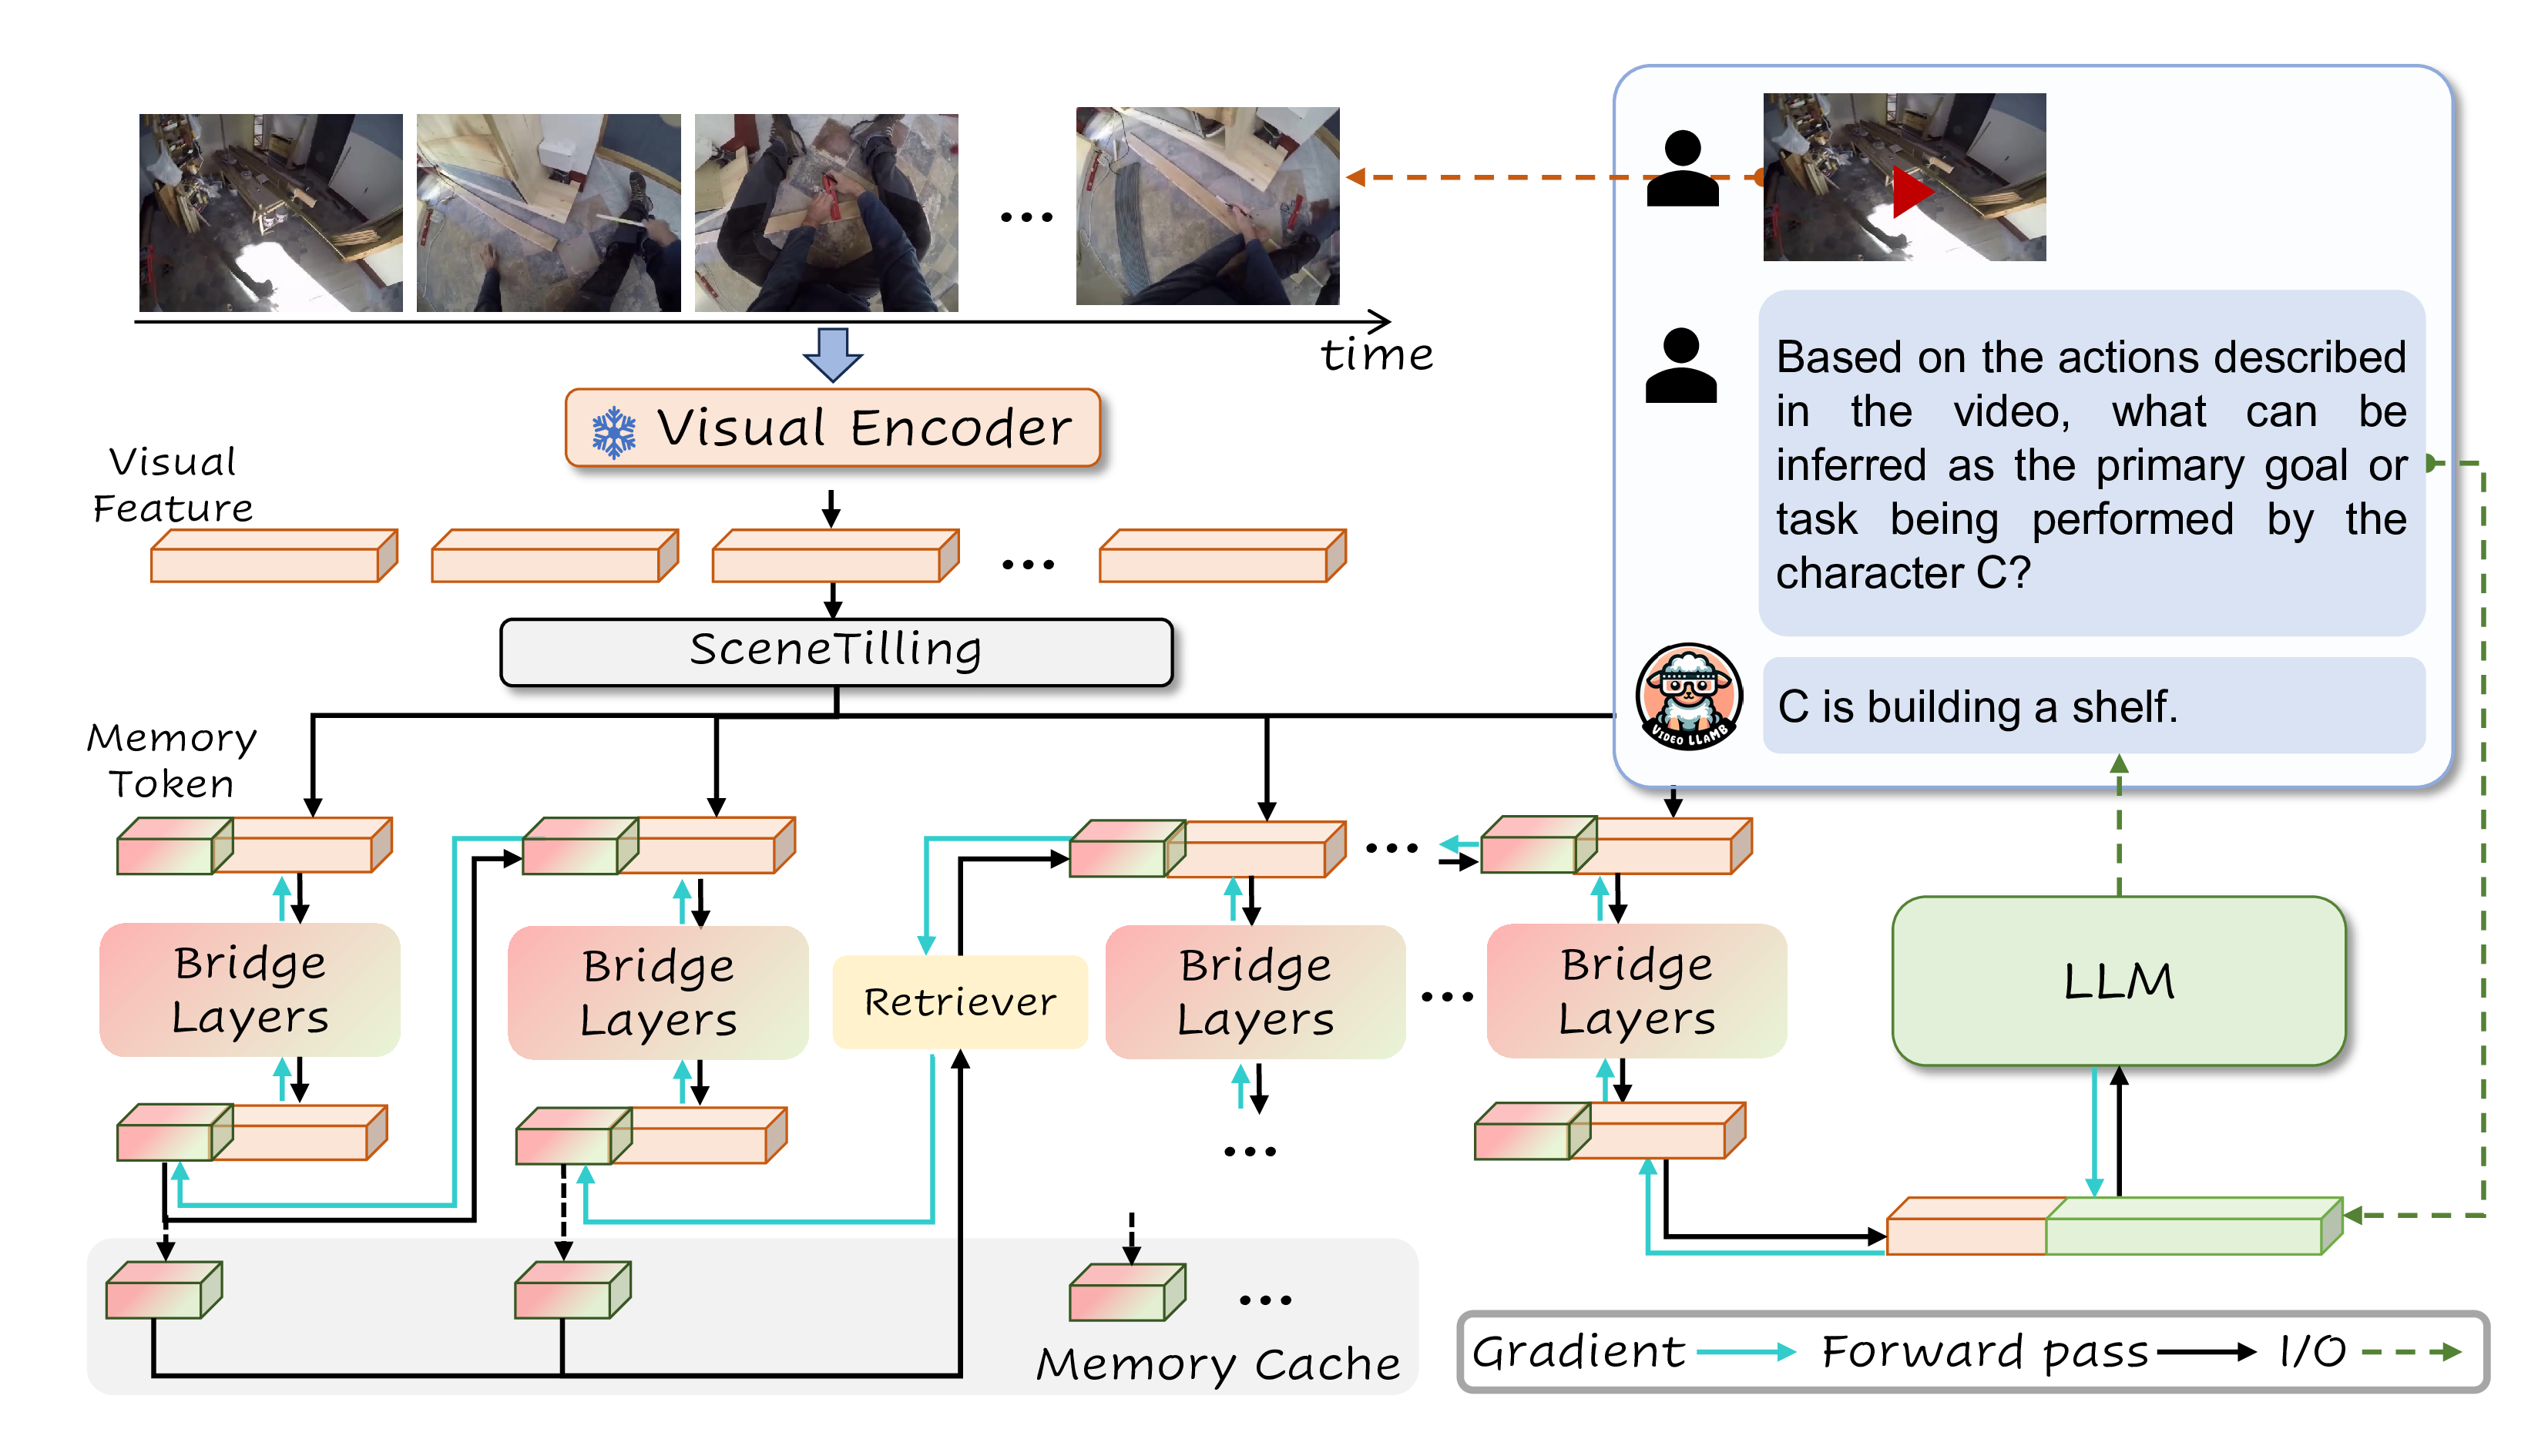 time
Visual Encoder
Visual
Feature
SceneTilling
Memory
Token
Bridge
Layers
Bridge
Layers
Retriever
Bridge
Layers
Bridge
Layers
Memory Cache
Based on the actions described
in the video, what can be
inferred as the primary goal or
task being performed by the
character C?
VIDEO LLAMB
C is building a shelf.
LLM
Gradient
Forward pass
I/O